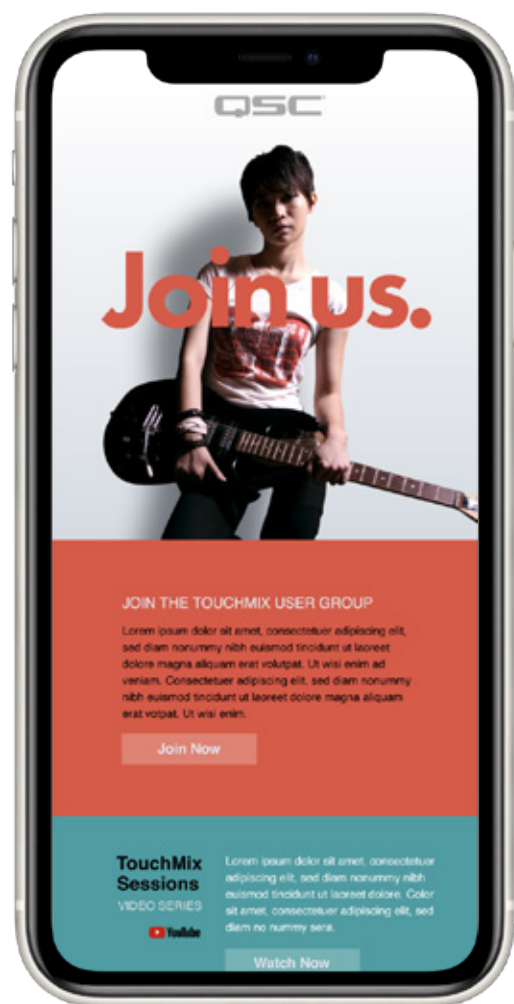 QSC
Join us.
JOIN THE TOUCHMIX USER GROUP
Lorem ipsum dolor sit amet, consectetuer adipiscing elit,
sed diam nonummy nibh euismod tincidunt ut laoreet
dolore magna aliquam erat volutpat. Ut wisi enim ad
veniam. Consectetuer adipiscing elit, sed diam nonummy
nibh euismod tincidunt ut laoreet dolore magna aliquam
erat votpat. Ut wisi enim.
Join Now
TouchMix
Sessions
VIDEO SERIES
YouTube
Lorem ipsum dolor sit amet, consectetuer
adipiscing elit, sed diam nonummy nibh
euismod tincidunt ut laoreet dolore. Color
sit amet, consectetuer adipiscing elit, sed
diam no nummy sera.
Watch Now